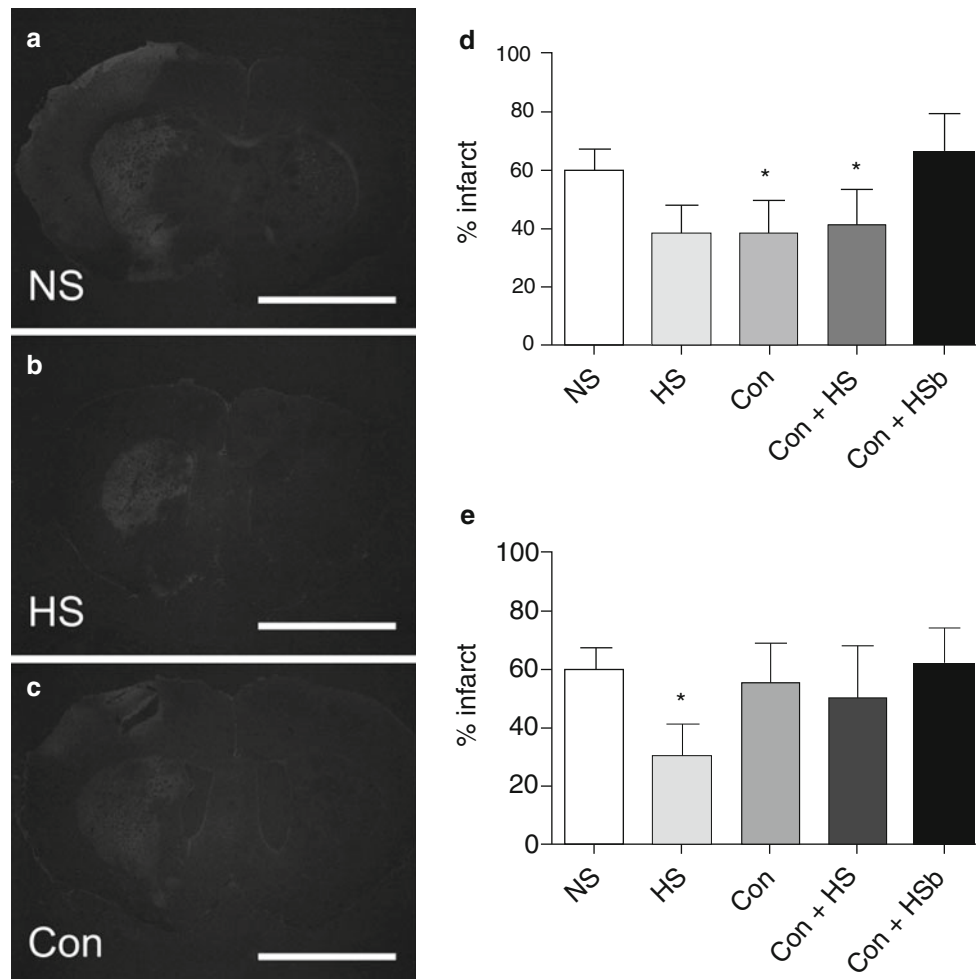 a
NS
b
HS
c
Con
d
100
80
60
40
20
0
% infarct
* *
NS HS Con Con + HS Con + HSb
e
100
80
60
40
20
0
% infarct
*
NS HS Con Con + HS Con + HSb